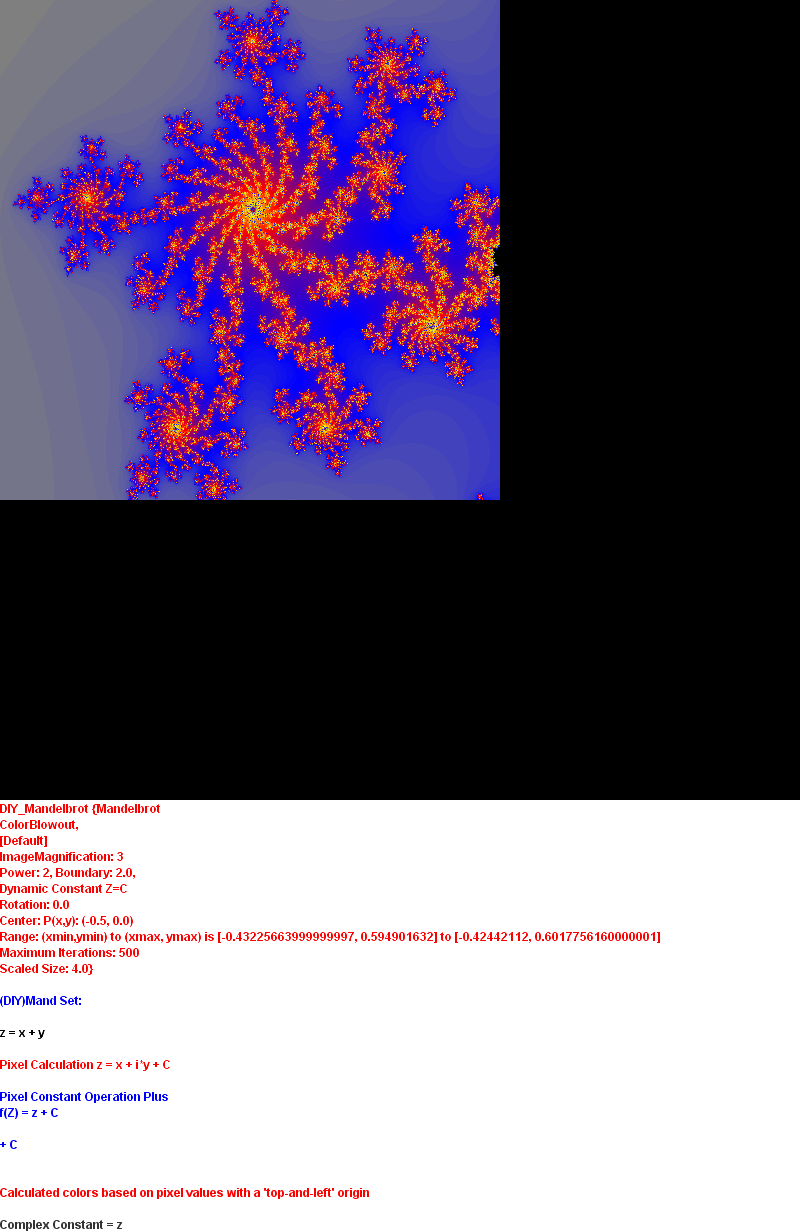 DIY_Mandelbrot {Mandelbrot
ColorBlowout,
[Default]
ImageMagnification: 3
Power: 2, Boundary: 2.0,
Dynamic Constant Z=C
Rotation: 0.0
Center: P(x,y): (-0.5, 0.0)
Range: (xmin,ymin) to (xmax, ymax) is [-0.43225663999999997, 0.594901632] to [-0.42442112, 0.6017756160000001]
Maximum Iterations: 500
Scaled Size: 4.0}
(DIY)Mand Set:
z = x + y
Pixel Calculation z = x + i*y + C
Pixel Constant Operation Plus
f(Z) = z + C
+ C
Calculated colors based on pixel values with a 'top-and-left' origin
Complex Constant = z